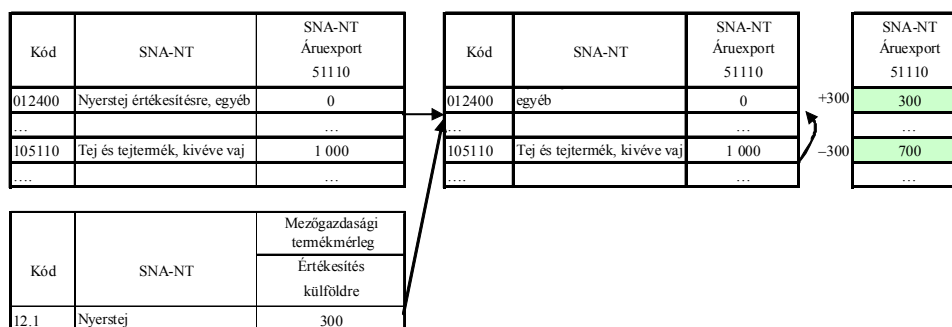 Kód
SNA-NT
SNA-NT
Áruexport
51110
012400 Nyerstej értékesítésre, egyéb 0
… …
105110 Tej és tejtermék, kivéve vaj 1 000
…. …
Kód
SNA-NT
SNA-NT
Áruexport
51110
012400 egyéb 0
… …
105110 Tej és tejtermék, kivéve vaj 1 000
…. …
SNA-NT
Áruexport
51110
+300 300
…
–300 700
…
Kód
SNA-NT
Mezőgazdasági
termékmérleg
Értékesítés
külföldre
12.1 Nyerstej 300